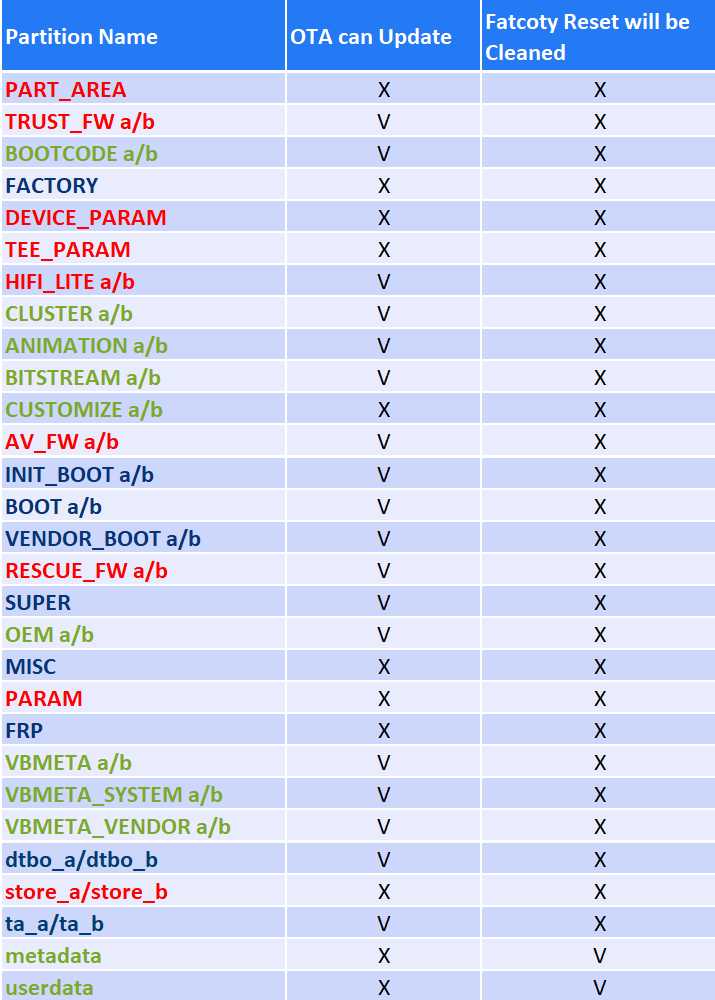 Partition Name OTA can Update Fatcoty Reset will be
Cleaned
PART_AREA X X
TRUST_FW a/b V X
BOOTCODE a/b V X
FACTORY X X
DEVICE_PARAM X X
TEE_PARAM X X
HIFI_LITE a/b V X
CLUSTER a/b V X
ANIMATION a/b V X
BITSTREAM a/b V X
CUSTOMIZE a/b X X
AV_FW a/b V X
INIT_BOOT a/b V X
BOOT a/b V X
VENDOR_BOOT a/b V X
RESCUE_FW a/b V X
SUPER V X
OEM a/b V X
MISC X X
PARAM X X
FRP X X
VBMETA a/b V X
VBMETA_SYSTEM a/b V X
VBMETA_VENDOR a/b V X
dtbo_a/dtbo_b V X
store_a/store_b X X
ta_a/ta_b V X
metadata X V
userdata X V